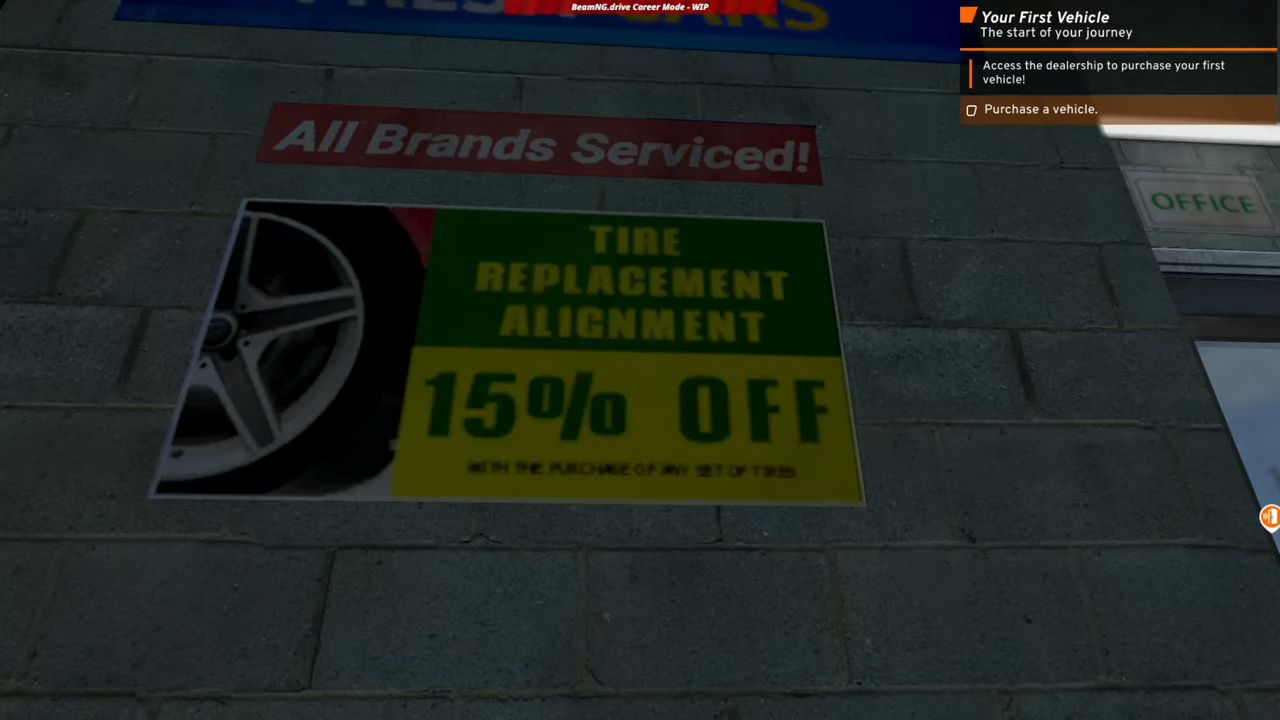 BeamNG.drive Career Mode - WIP
CARS
Your First Vehicle
The start of your journey
Access the dealership to purchase your first
vehicle!
Purchase a vehicle.
All Brands Serviced!
OFFICE
TIRE
REPLACEMENT
ALIGNMENT
15% OFF
WITH THE PURCHASE OF ANY SET OF TIRES